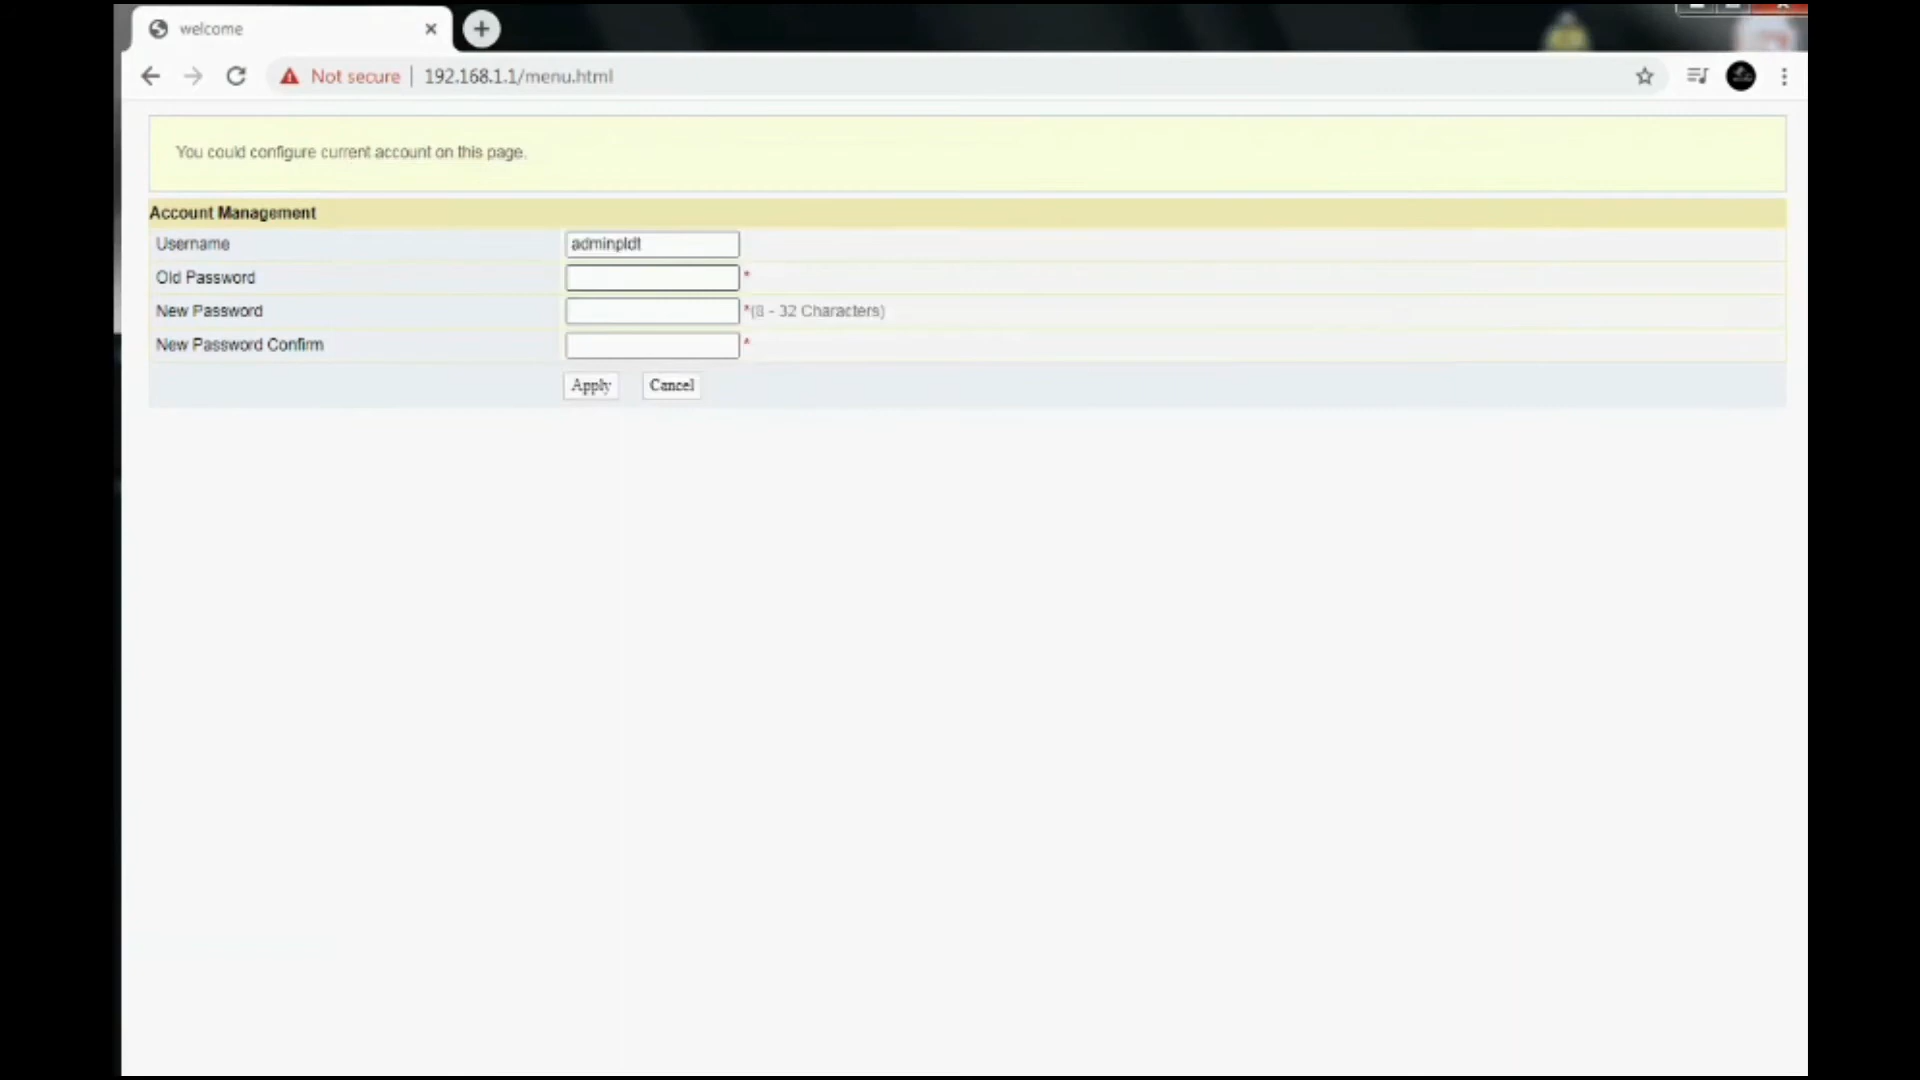 welcome
Not secure | 192.168.1.1/menu.html
You could configure current account on this page.
Account Management
Username adminpldt
Old Password *
New Password *(8 - 32 Characters)
New Password Confirm *
Apply Cancel